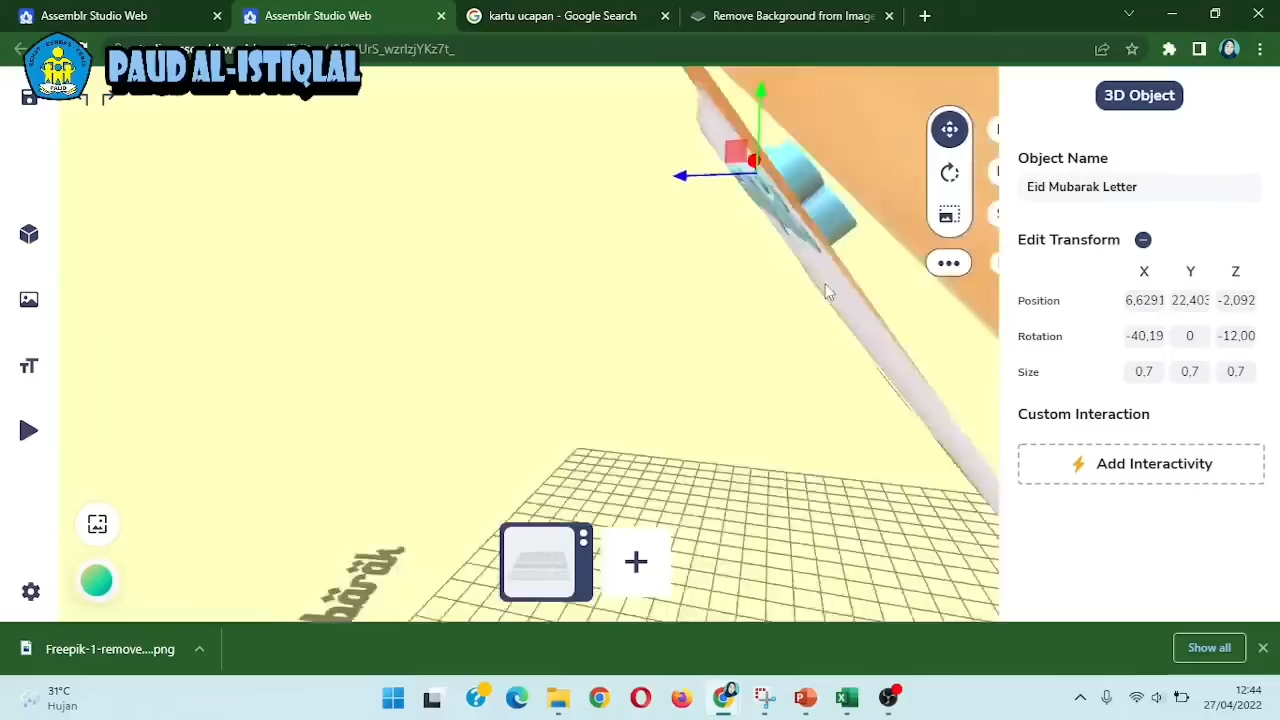 Assemblr Studio Web
Assemblr Studio Web
kartu ucapan - Google Search
Remove Background from Image
UrS_wzrIzjYKz7t_
PAUD AL-ISTIQLAL
PAUD
3D Object
Object Name
Eid Mubarak Letter
Edit Transform
X Y Z
Position 6,6291 22,403 -2,092
Rotation -40,19 0 -12,00
Size 0,7 0,7 0,7
Custom Interaction
Add Interactivity
bäräk
Freepik-1-remove....png
Show all
31°C
Hujan
12:44
27/04/2022